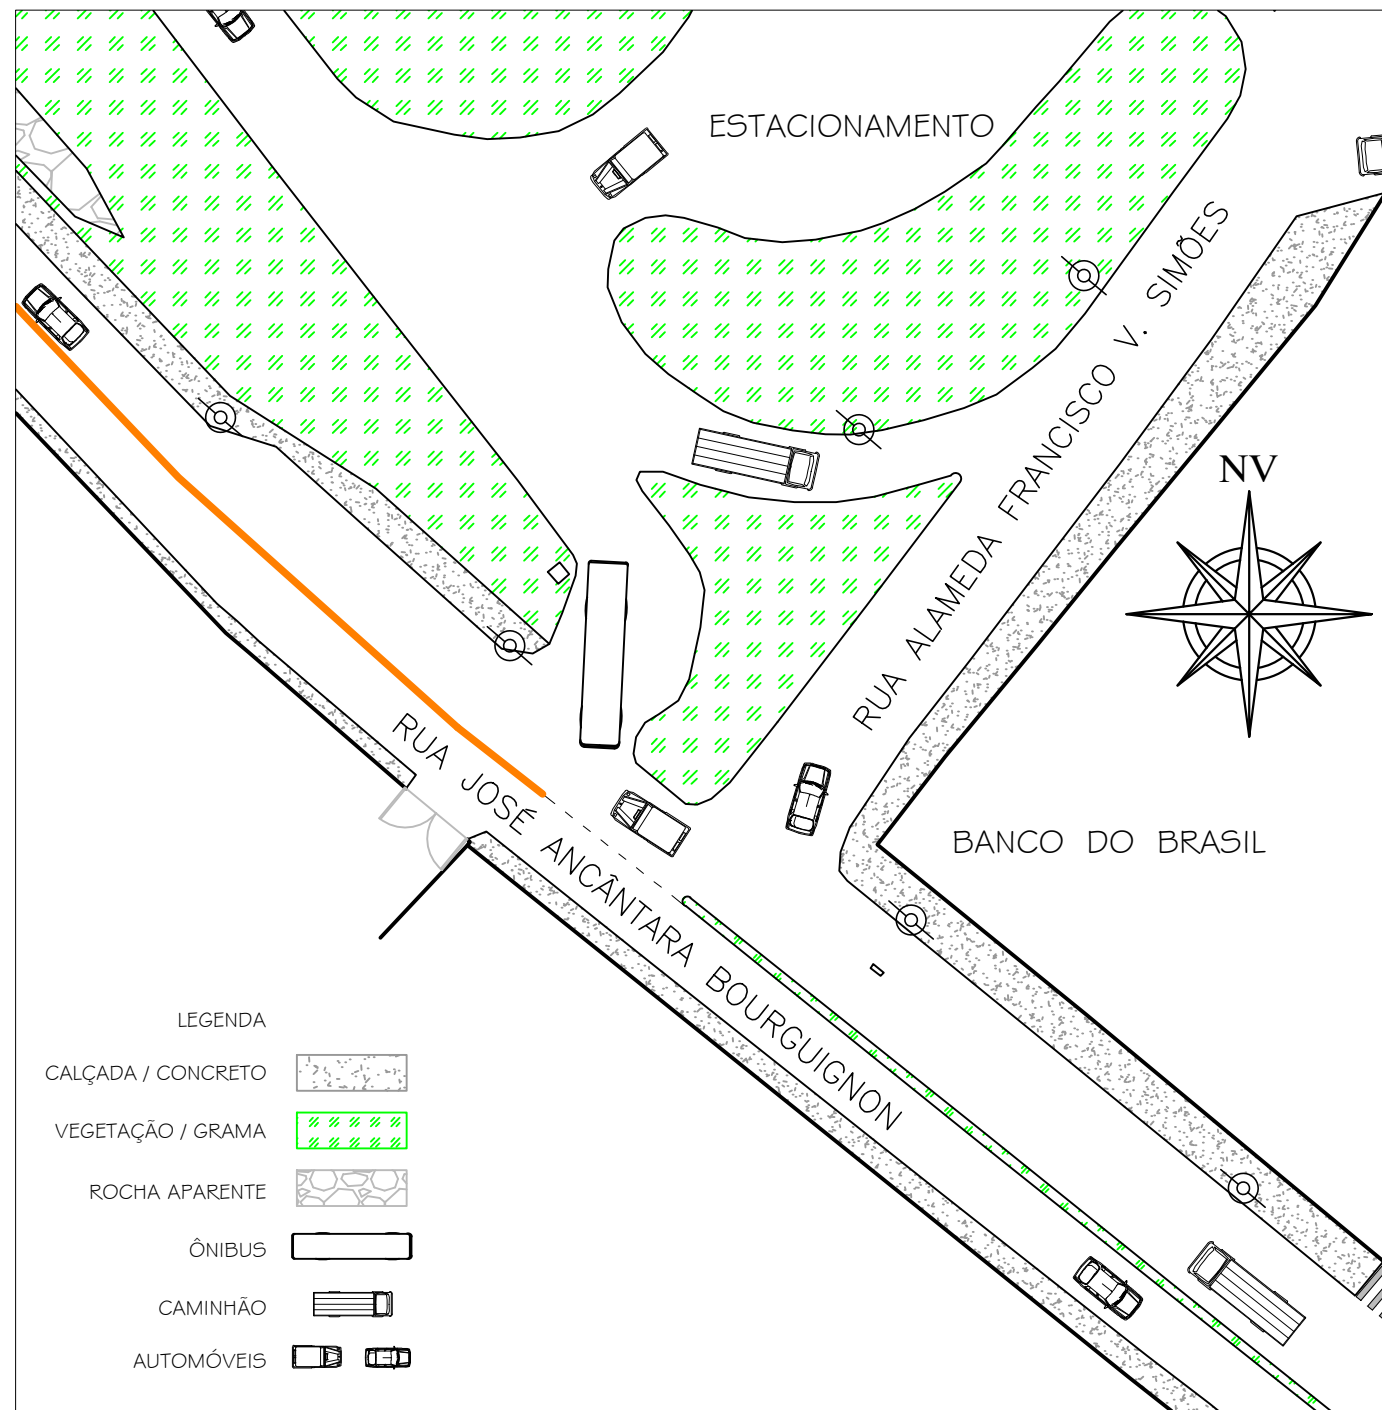 ESTACIONAMENTO
RUA ALAMEDA FRANCISCO V. SIMÕES
NV
RUA JOSÉ ANCÂNTARA BOURGUIGNON
BANCO DO BRASIL
LEGENDA
CALÇADA / CONCRETO
VEGETAÇÃO / GRAMA
ROCHA APARENTE
ÔNIBUS
CAMINHÃO
AUTOMÓVEIS